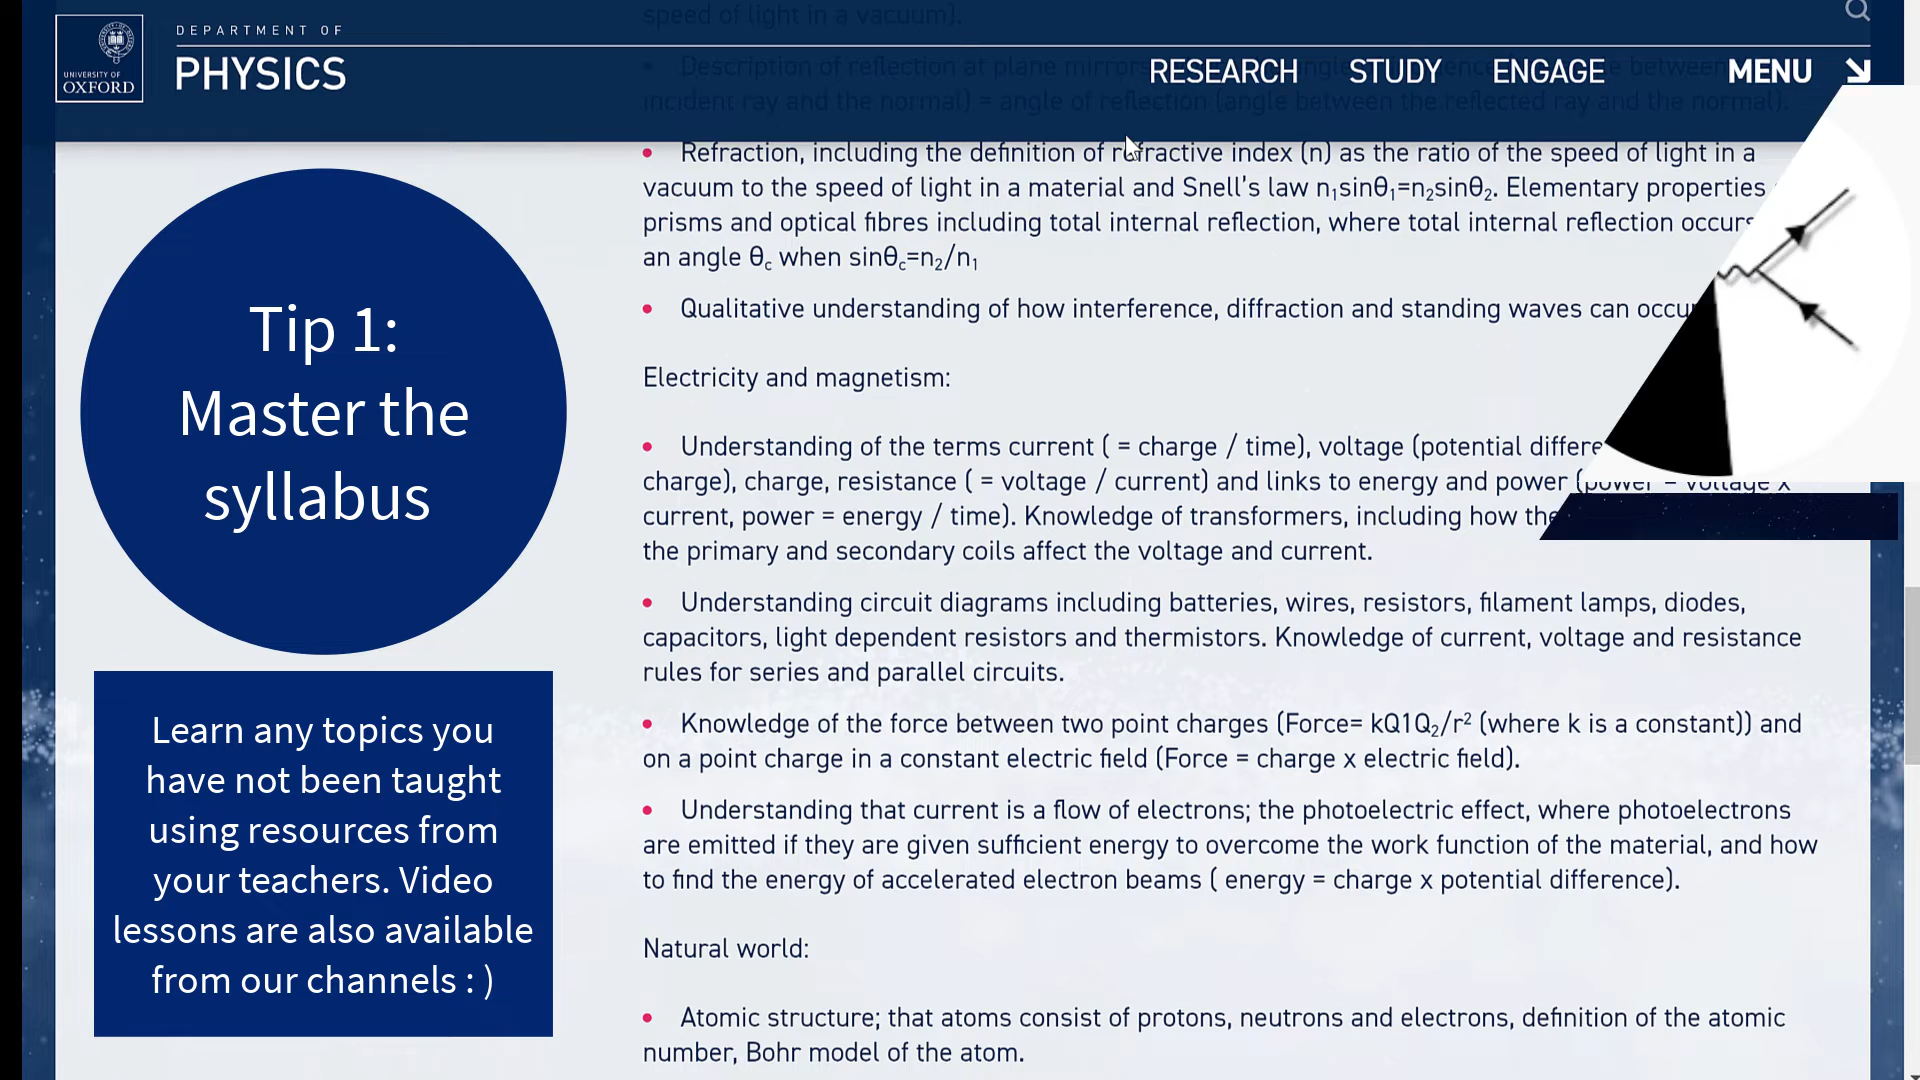 speed of light in a vacuum).
DEPARTMENT OF
PHYSICS
UNIVERSITY OF
OXFORD
RESEARCH STUDY ENGAGE MENU
Description of reflection at plane mirrors
incident ray and the normal) = angle of reflection (angle between the reflected ray and the normal).
• Refraction, including the definition of refractive index (n) as the ratio of the speed of light in a
vacuum to the speed of light in a material and Snell's law n₁sinθ₁=n₂sinθ₂. Elementary properties
prisms and optical fibres including total internal reflection, where total internal reflection occurs
an angle θc when sinθc=n₂/n₁
• Qualitative understanding of how interference, diffraction and standing waves can occur
Electricity and magnetism:
• Understanding of the terms current ( = charge / time), voltage (potential
charge), charge, resistance ( = voltage / current) and links to energy and power (power = voltage x
current, power = energy / time). Knowledge of transformers, including how
the primary and secondary coils affect the voltage and current.
• Understanding circuit diagrams including batteries, wires, resistors, filament lamps, diodes,
capacitors, light dependent resistors and thermistors. Knowledge of current, voltage and resistance
rules for series and parallel circuits.
• Knowledge of the force between two point charges (Force= kQ1Q₂/r² (where k is a constant)) and
on a point charge in a constant electric field (Force = charge x electric field).
• Understanding that current is a flow of electrons; the photoelectric effect, where photoelectrons
are emitted if they are given sufficient energy to overcome the work function of the material, and how
to find the energy of accelerated electron beams ( energy = charge x potential difference).
Natural world:
• Atomic structure; that atoms consist of protons, neutrons and electrons, definition of the atomic
number, Bohr model of the atom.
Tip 1:
Master the
syllabus
Learn any topics you
have not been taught
using resources from
your teachers. Video
lessons are also available
from our channels : )